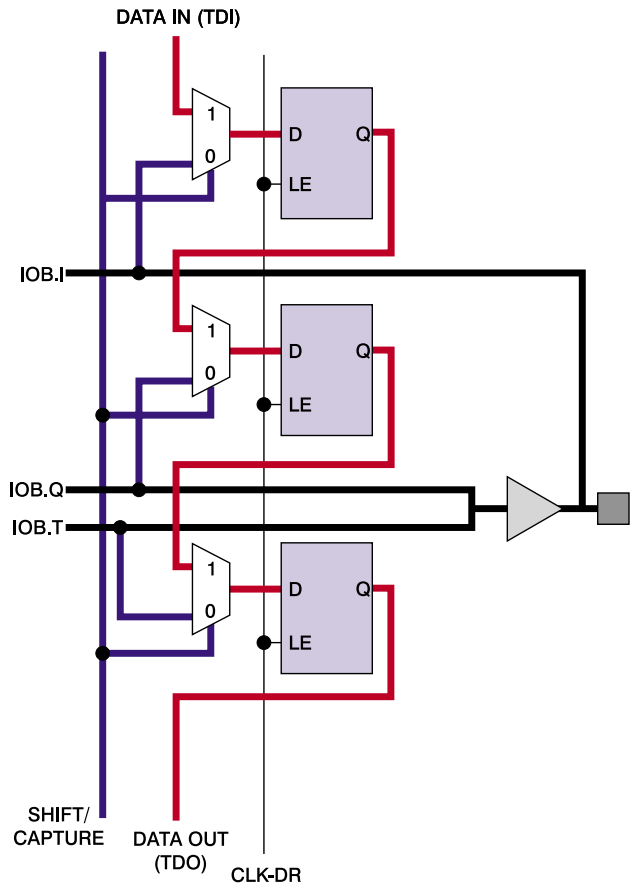 DATA IN (TDI)
1
0
D
Q
LE
IOB.I
1
0
D
Q
LE
IOB.Q
IOB.T
1
0
D
Q
LE
SHIFT/
CAPTURE
DATA OUT
(TDO)
CLK-DR